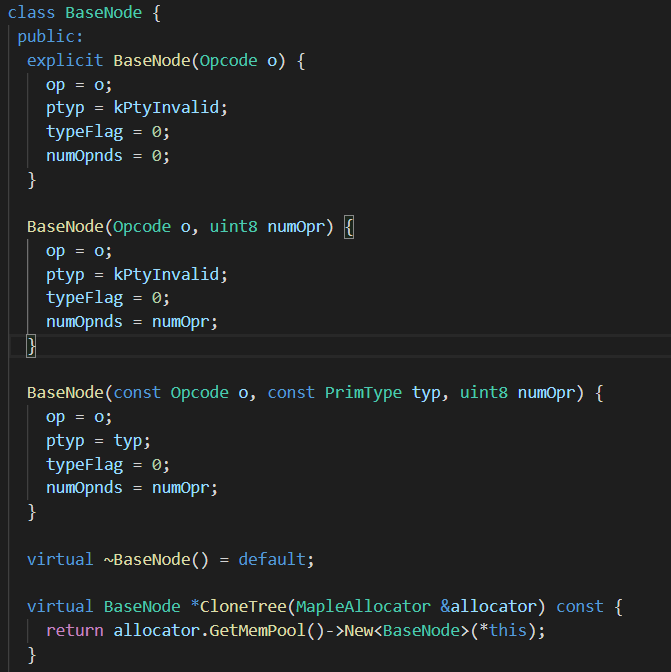 class BaseNode {
 public:
  explicit BaseNode(Opcode o) {
    op = o;
    ptyp = kPtyInvalid;
    typeFlag = 0;
    numOpnds = 0;
  }

  BaseNode(Opcode o, uint8 numOpr) {
    op = o;
    ptyp = kPtyInvalid;
    typeFlag = 0;
    numOpnds = numOpr;
  }

  BaseNode(const Opcode o, const PrimType typ, uint8 numOpr) {
    op = o;
    ptyp = typ;
    typeFlag = 0;
    numOpnds = numOpr;
  }

  virtual ~BaseNode() = default;

  virtual BaseNode *CloneTree(MapleAllocator &allocator) const {
    return allocator.GetMemPool()->New<BaseNode>(*this);
  }